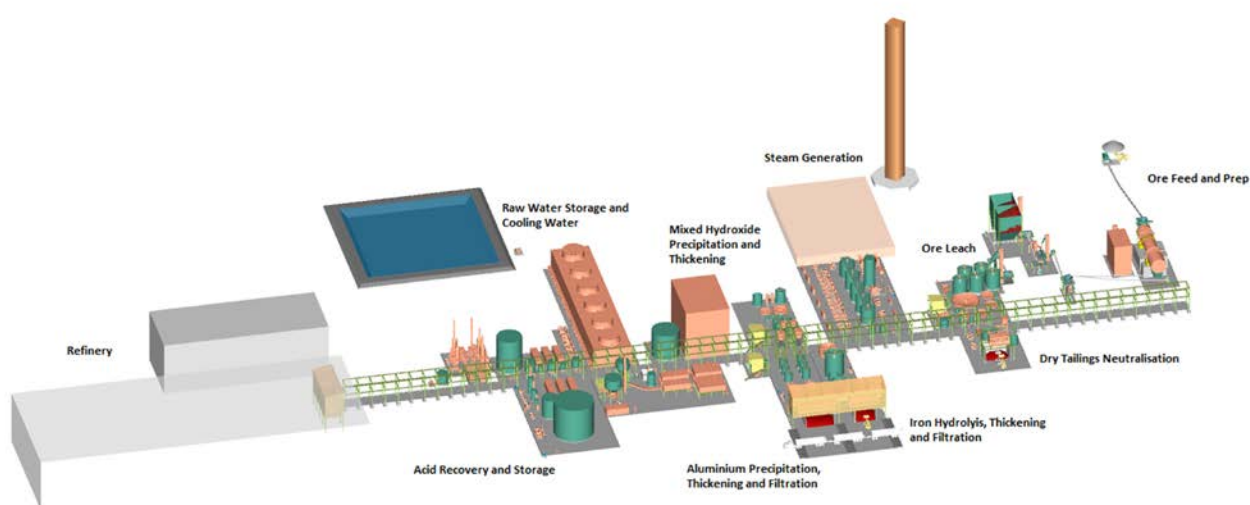 Steam Generation
Ore Feed and Prep
Raw Water Storage and
Cooling Water
Mixed Hydroxide
Precipitation and
Thickening
Ore Leach
Refinery
Dry Tailings Neutralisation
Iron Hydrolyis, Thickening
and Filtration
Acid Recovery and Storage
Aluminium Precipitation,
Thickening and Filtration